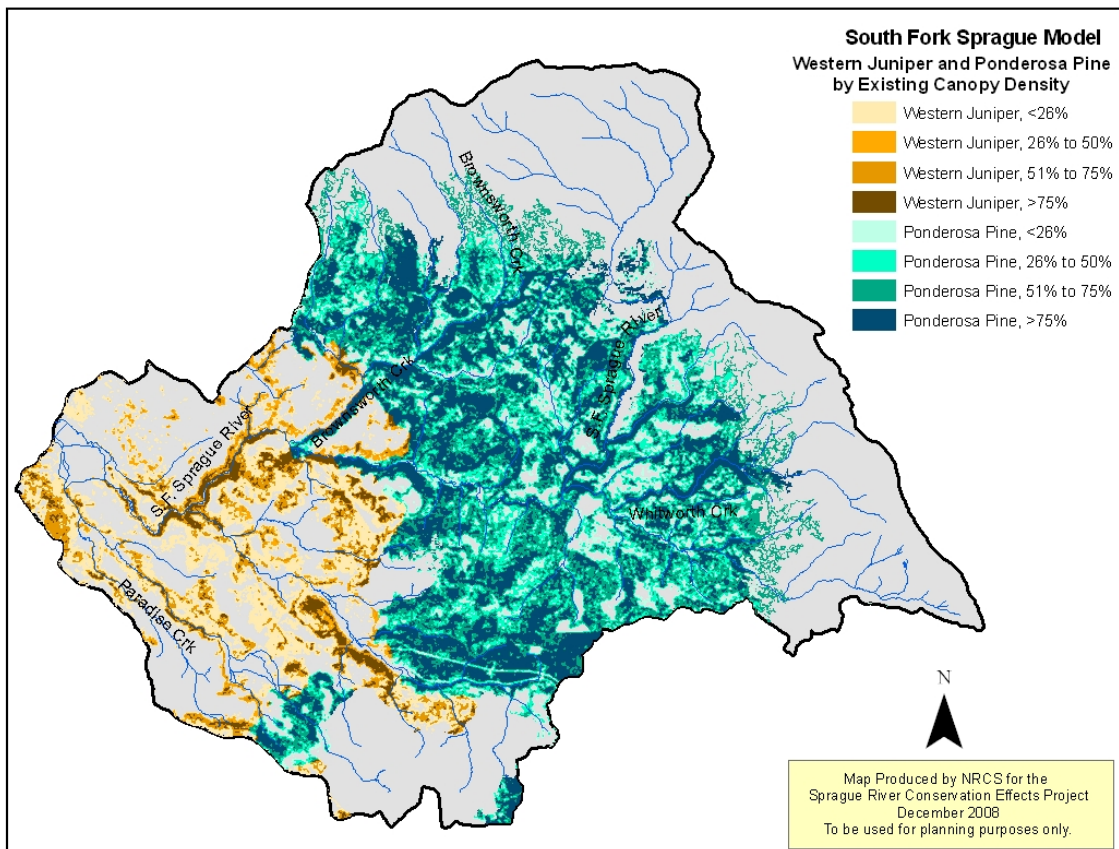 South Fork Sprague Model
Western Juniper and Ponderosa Pine
by Existing Canopy Density
Western Juniper, <26%
Western Juniper, 26% to 50%
Western Juniper, 51% to 75%
Western Juniper, >75%
Ponderosa Pine, <26%
Ponderosa Pine, 26% to 50%
Ponderosa Pine, 51% to 75%
Ponderosa Pine, >75%
Brownsworth Crk
S.F. Sprague River
Brownsworth Crk
S.F. Sprague River
Whitworth Crk
Paradise Crk
N
Map Produced by NRCS for the
Sprague River Conservation Effects Project
December 2008
To be used for planning purposes only.